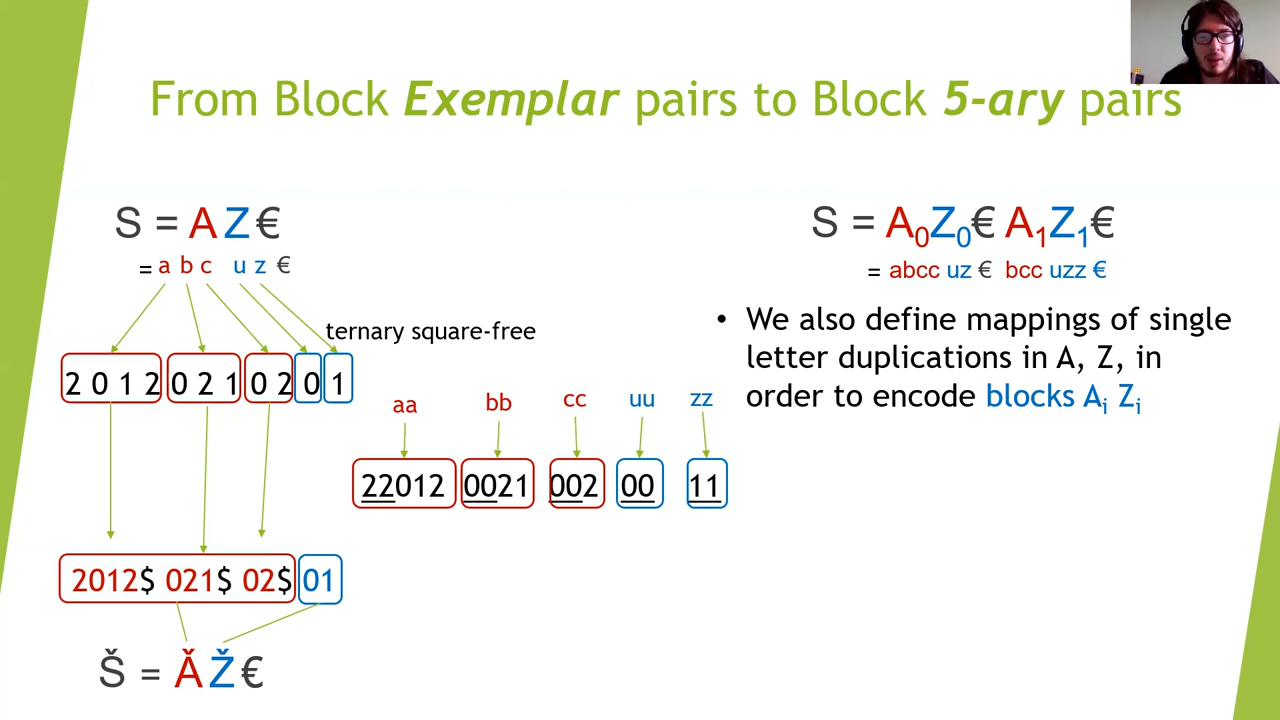 From Block Exemplar pairs to Block 5-ary pairs
S = A Z €
= a b c u z €
ternary square-free
2 0 1 2 0 2 1 0 2 0 1
aa bb cc uu zz
22012 0021 002 00 11
2012$ 021$ 02$ 01
Š = Ǎ Ž €
S = A₀Z₀€ A₁Z₁€
= abcc uz € bcc uzz €
• We also define mappings of single
letter duplications in A, Z, in
order to encode blocks Aᵢ Zᵢ